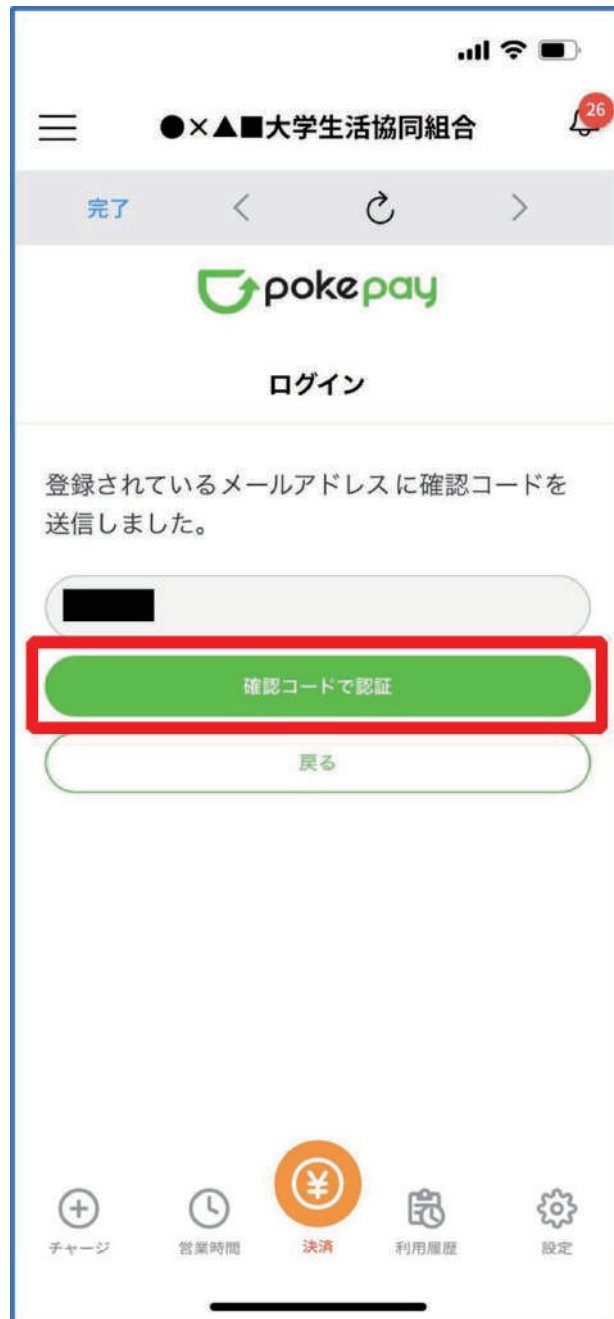 ●×▲■大学生活協同組合
26
完了
pokepay
ログイン
登録されているメールアドレスに確認コードを
送信しました。
確認コードで認証
戻る
¥
チャージ
営業時間
決済
利用履歴
設定